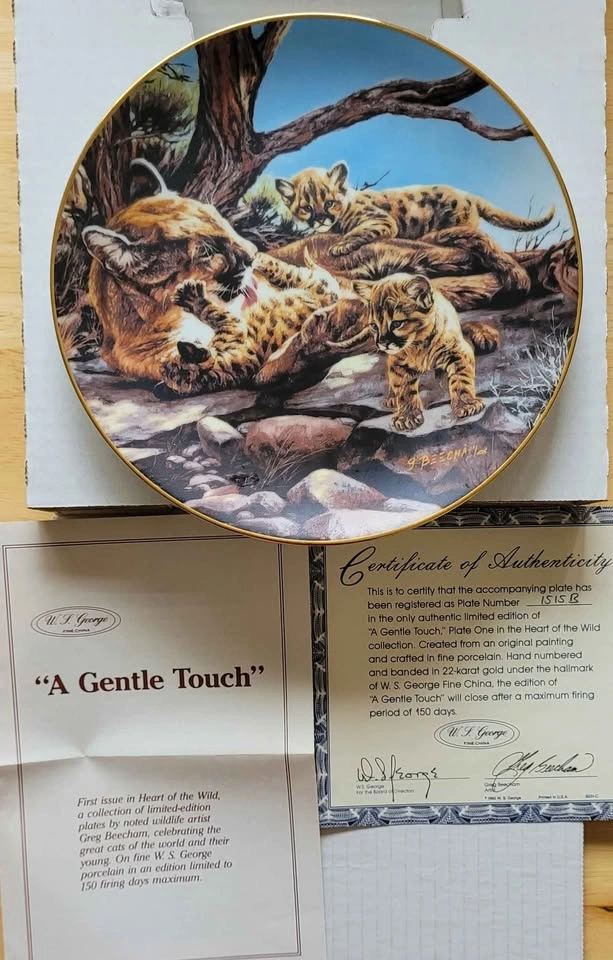 G. BEECHAM
W. S. George
FINE CHINA
"A Gentle Touch"
First issue in Heart of the Wild,
a collection of limited-edition
plates by noted wildlife artist
Greg Beecham, celebrating the
great cats of the world and their
young. On fine W. S. George
porcelain in an edition limited to
150 firing days maximum.
Certificate of Authenticity
This is to certify that the accompanying plate has
been registered as Plate Number 1515B
in the only authentic limited edition of
"A Gentle Touch," Plate One in the Heart of the Wild
collection. Created from an original painting
and crafted in fine porcelain. Hand numbered
and banded in 22-karat gold under the hallmark
of W. S. George Fine China, the edition of
"A Gentle Touch" will close after a maximum firing
period of 150 days.
W. S. George
FINE CHINA
W S George
Greg Beecham
W.S. George
For the Board of Directors
Greg Beecham
Artist
W. S. George
Printed in U.S.A.